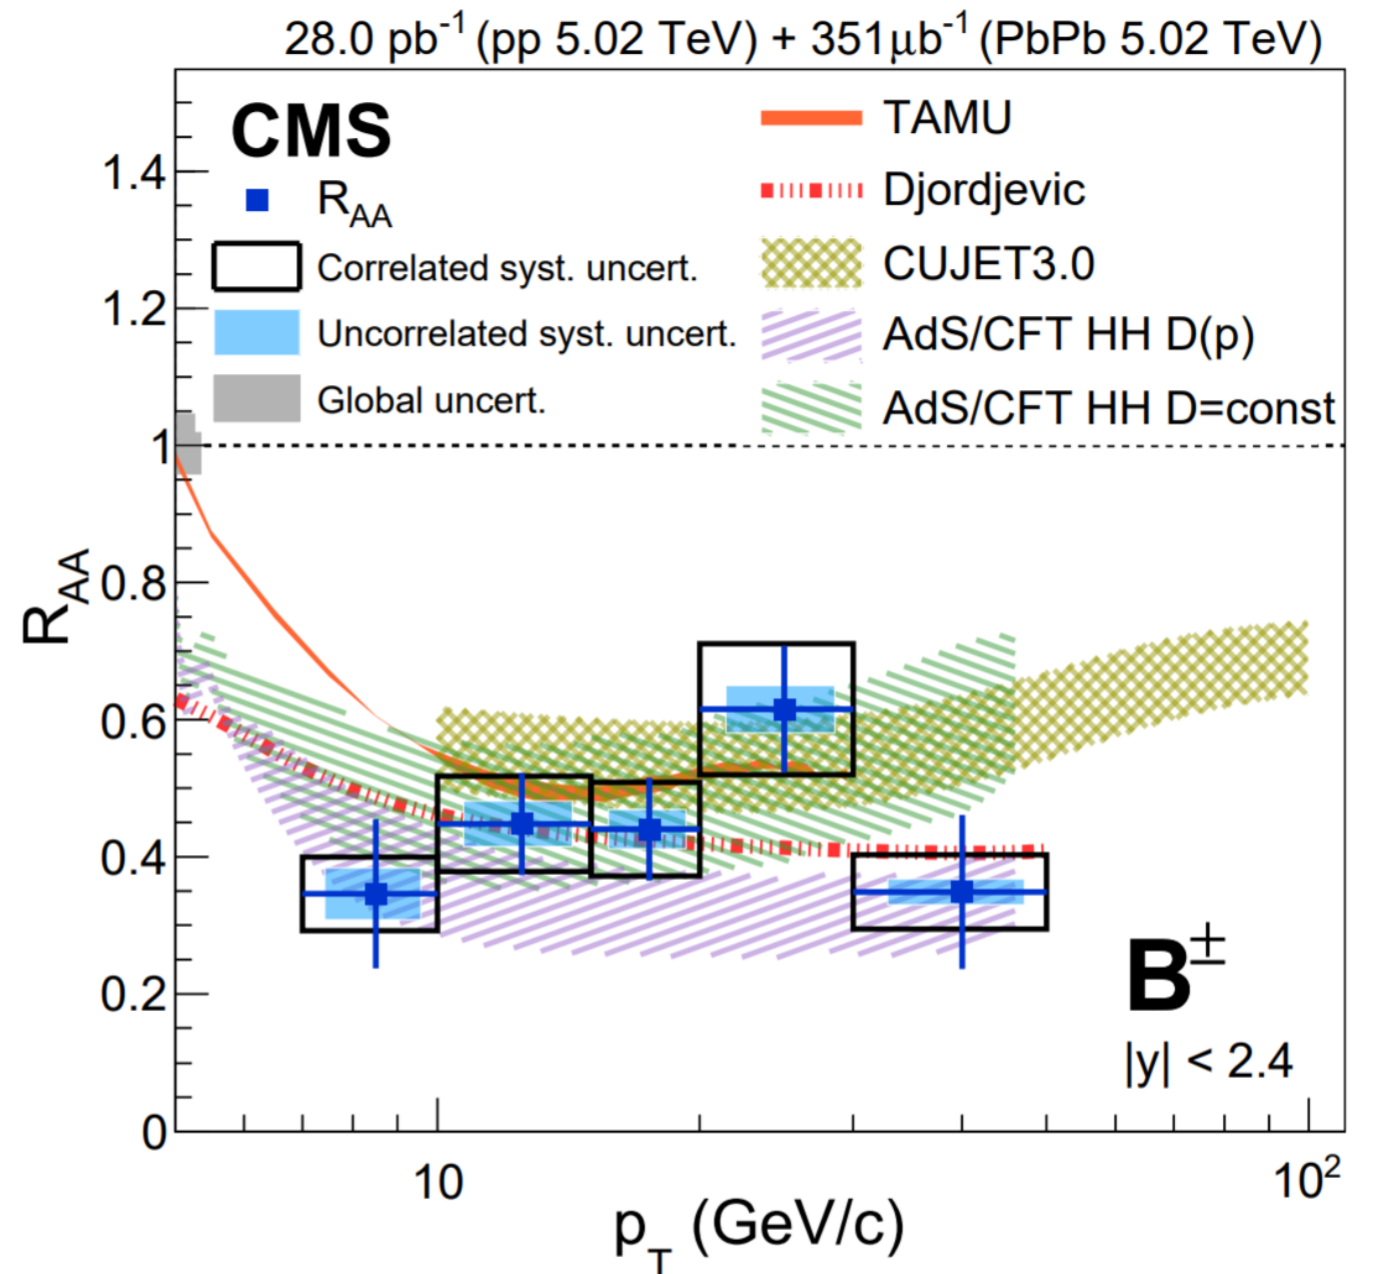 28.0 pb⁻¹ (pp 5.02 TeV) + 351μb⁻¹ (PbPb 5.02 TeV)
CMS
R_AA
Correlated syst. uncert.
Uncorrelated syst. uncert.
Global uncert.
TAMU
Djordjevic
CUJET3.0
AdS/CFT HH D(p)
AdS/CFT HH D=const
1.4
1.2
1
0.8
0.6
0.4
0.2
0
R_AA
B±
|y| < 2.4
10
10²
p_T (GeV/c)